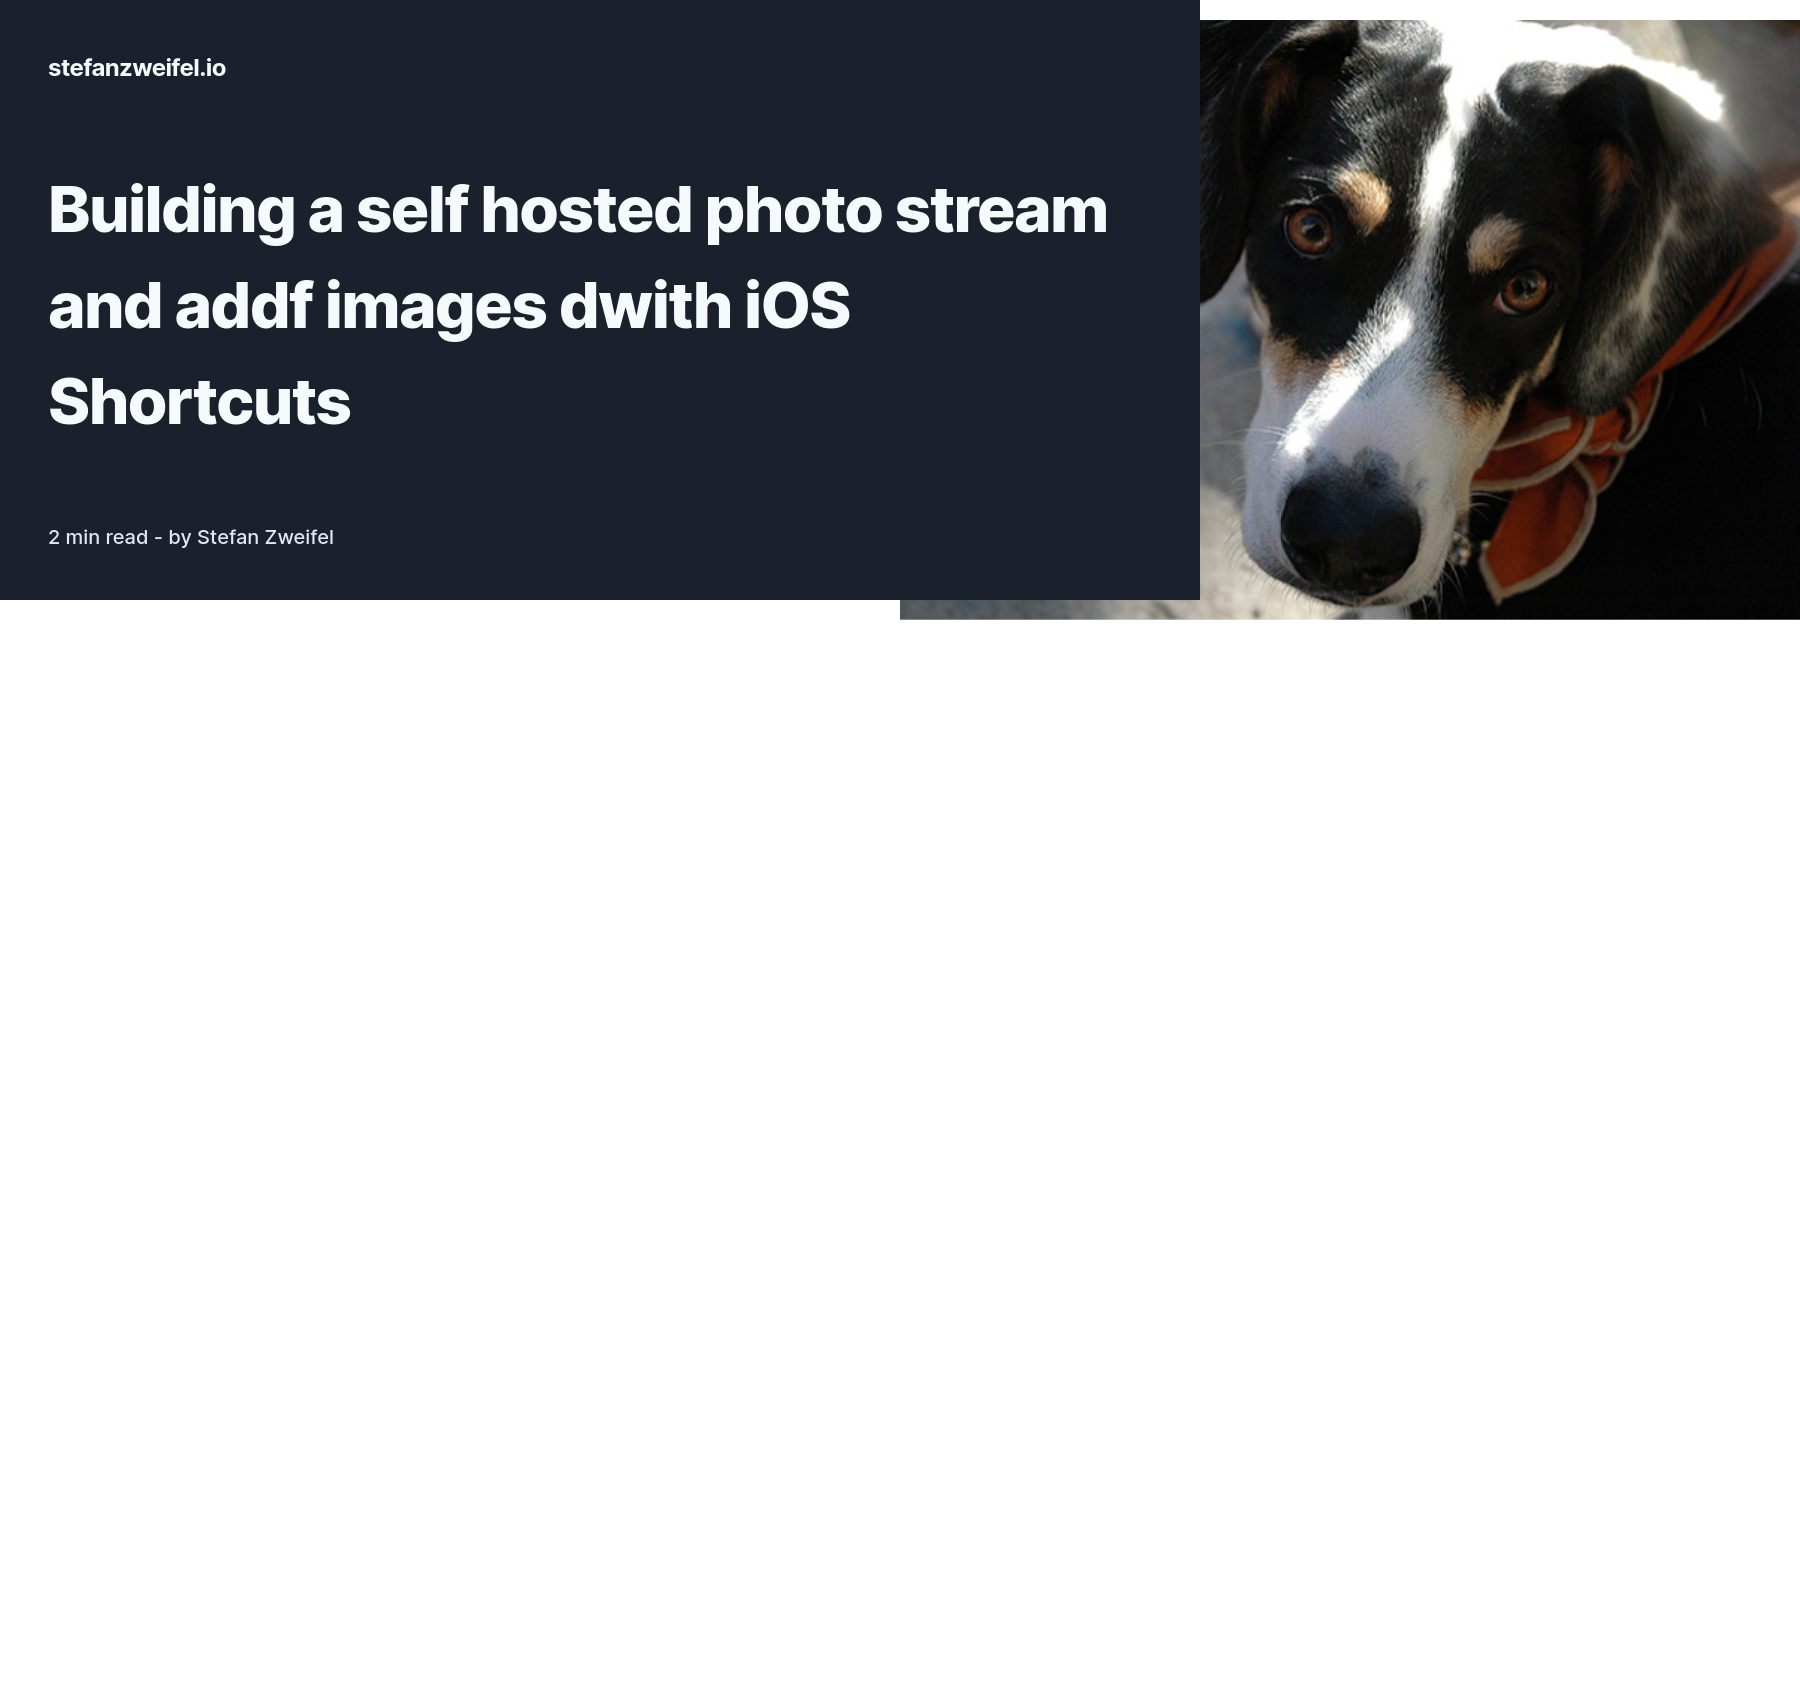 stefanzweifel.io
Building a self hosted photo stream
and addf images dwith iOS
Shortcuts
2 min read - by Stefan Zweifel